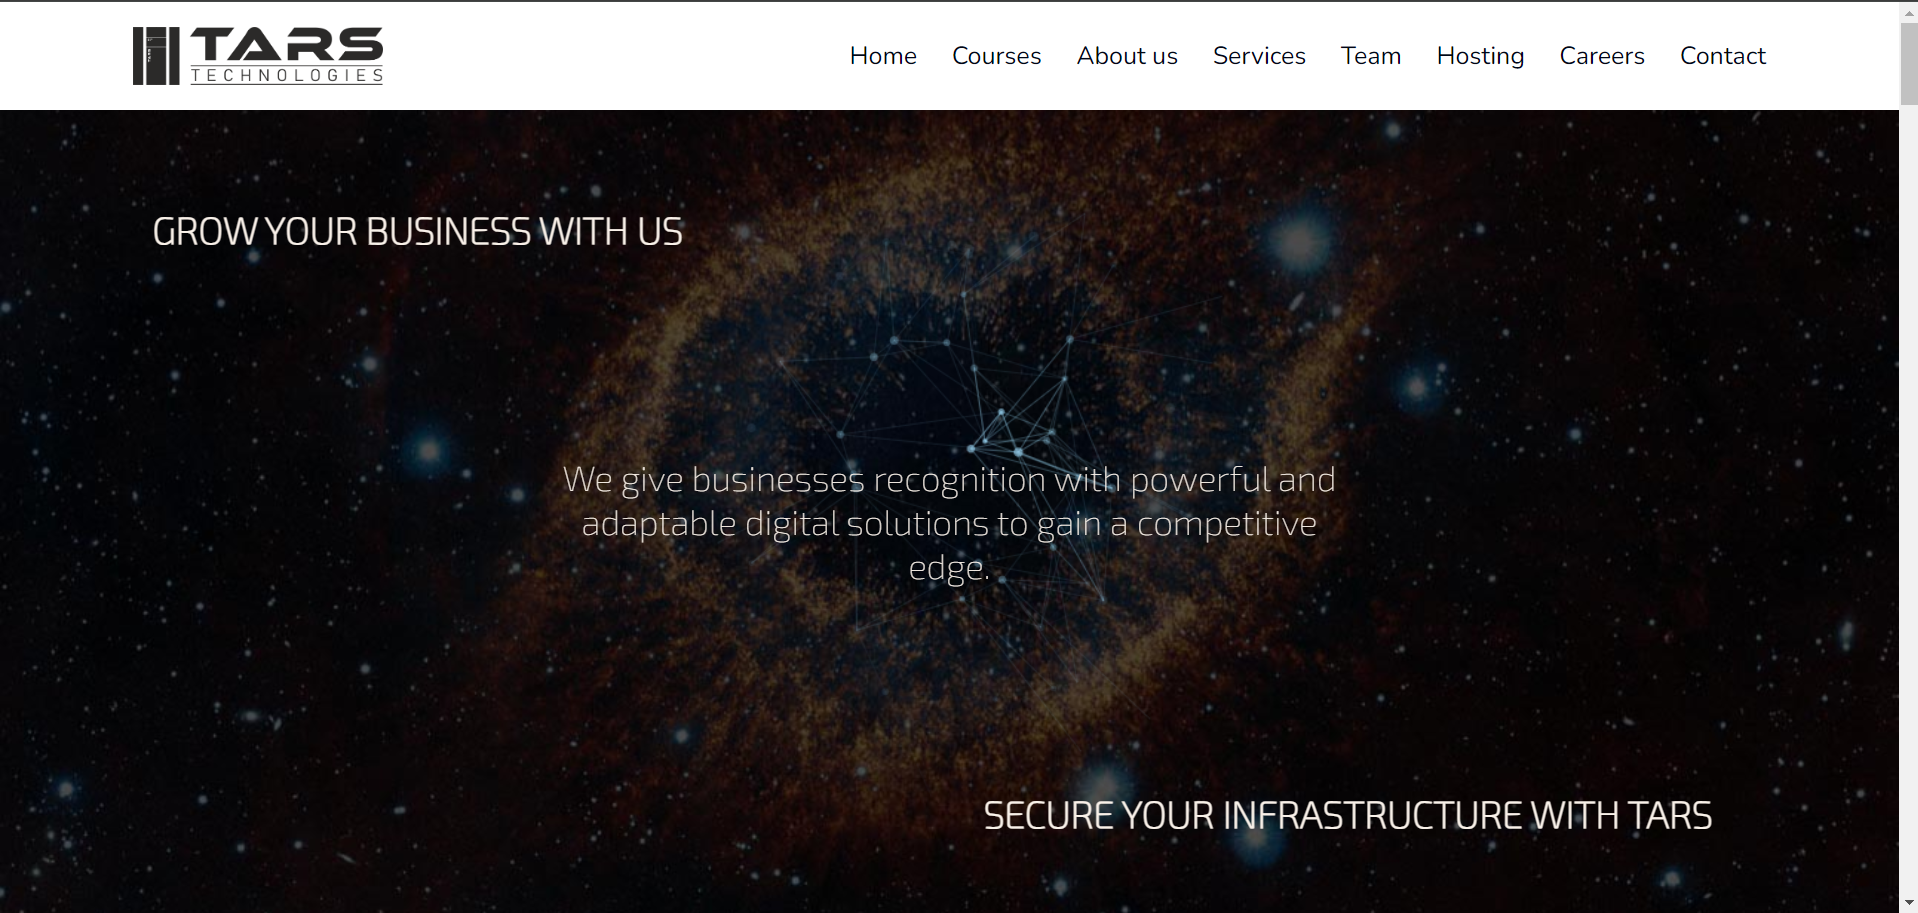 TARS
TECHNOLOGIES
Home Courses About us Services Team Hosting Careers Contact
GROW YOUR BUSINESS WITH US
We give businesses recognition with powerful and
adaptable digital solutions to gain a competitive
edge.
SECURE YOUR INFRASTRUCTURE WITH TARS